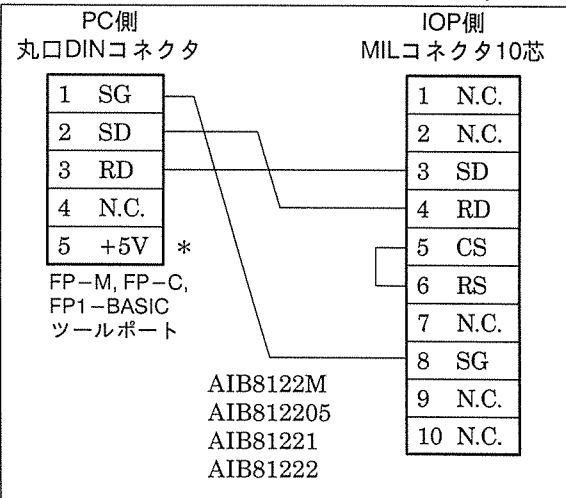 PC側
丸口DINコネクタ
1 SG
2 SD
3 RD
4 N.C.
5 +5V *
FP-M, FP-C,
FP1-BASIC
ツールポート
IOP側
MILコネクタ10芯
1 N.C.
2 N.C.
3 SD
4 RD
5 CS
6 RS
7 N.C.
8 SG
9 N.C.
10 N.C.
AIB8122M
AIB812205
AIB81221
AIB81222